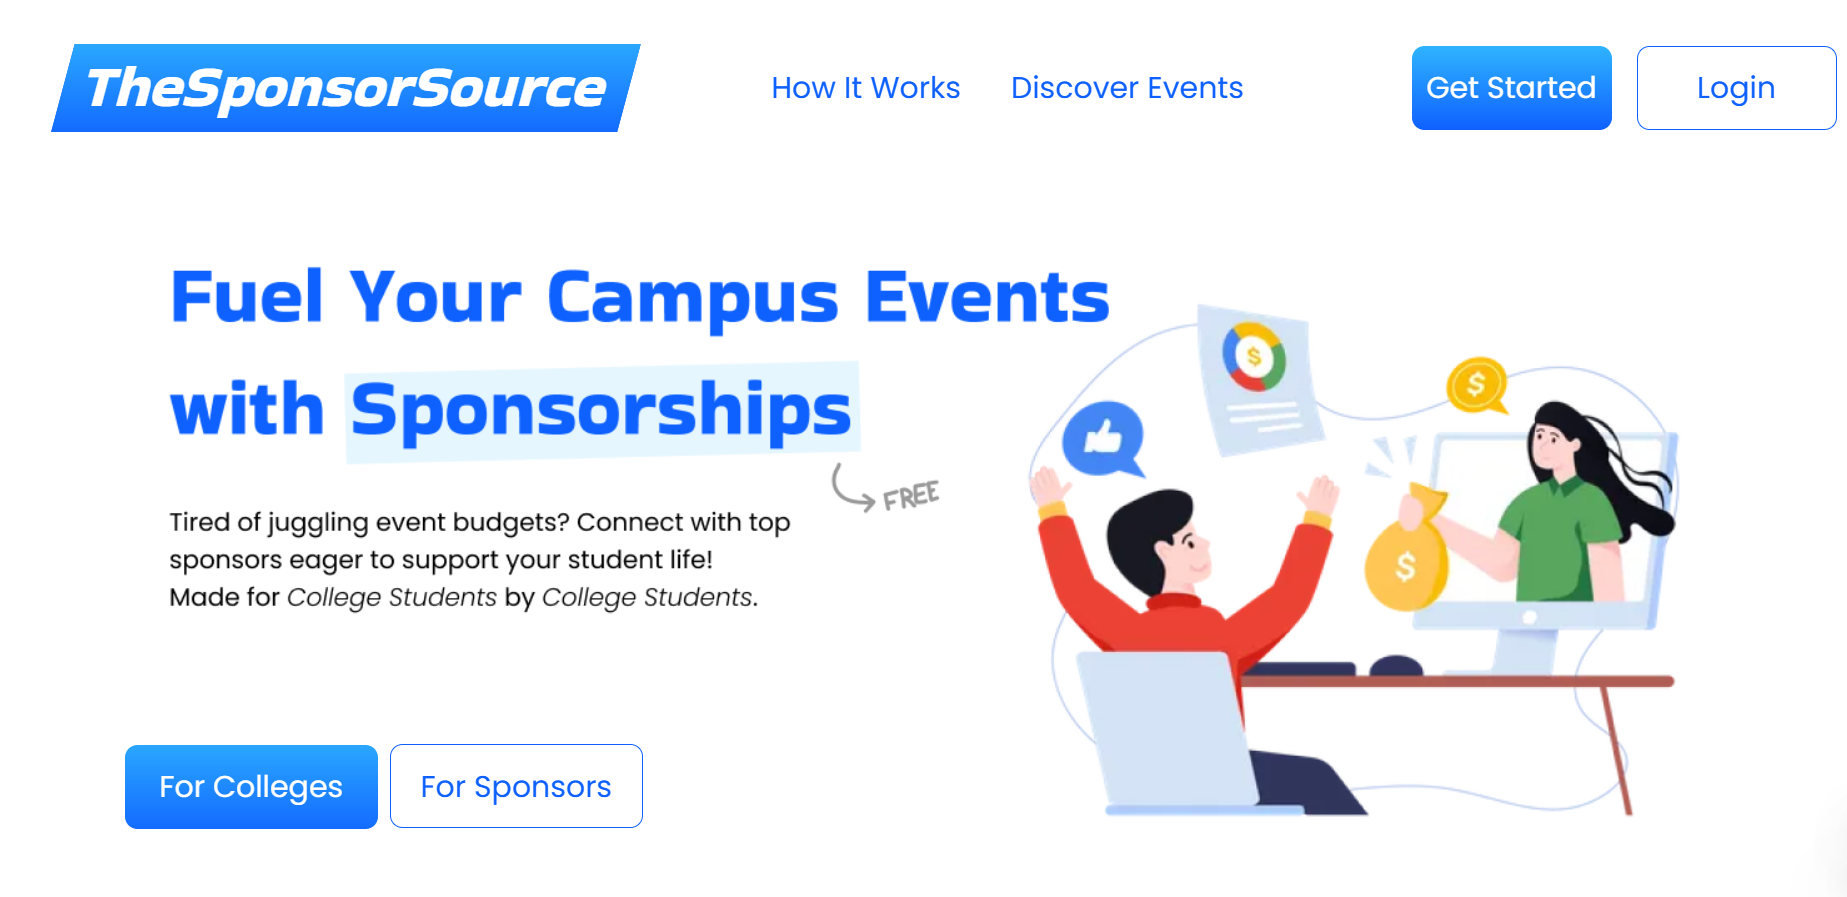 TheSponsorSource
How It Works
Discover Events
Get Started
Login
Fuel Your Campus Events
with Sponsorships
FREE
Tired of juggling event budgets? Connect with top
sponsors eager to support your student life!
Made for College Students by College Students.
$
$
$
For Colleges
For Sponsors